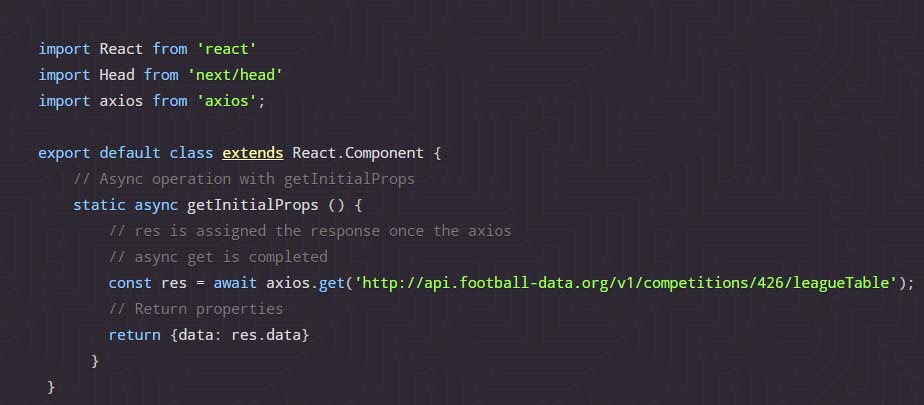 import React from 'react'
import Head from 'next/head'
import axios from 'axios';
export default class extends React.Component {
// Async operation with getInitialProps
static async getInitialProps () {
// res is assigned the response once the axios
// async get is completed
const res = await axios.get('http://api.football-data.org/v1/competitions/426/leagueTable');
// Return properties
return {data: res.data}
}
}